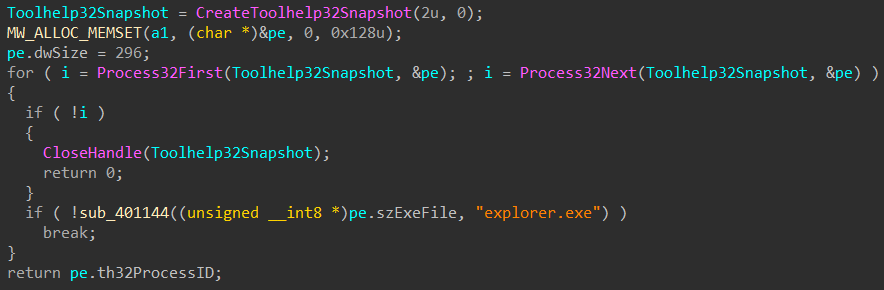 Toolhelp32Snapshot = CreateToolhelp32Snapshot(2u, 0);
MW_ALLOC_MEMSET(a1, (char *)&pe, 0, 0x128u);
pe.dwSize = 296;
for ( i = Process32First(Toolhelp32Snapshot, &pe); ; i = Process32Next(Toolhelp32Snapshot, &pe) )
{
  if ( !i )
  {
    CloseHandle(Toolhelp32Snapshot);
    return 0;
  }
  if ( !sub_401144((unsigned __int8 *)pe.szExeFile, "explorer.exe") )
    break;
}
return pe.th32ProcessID;